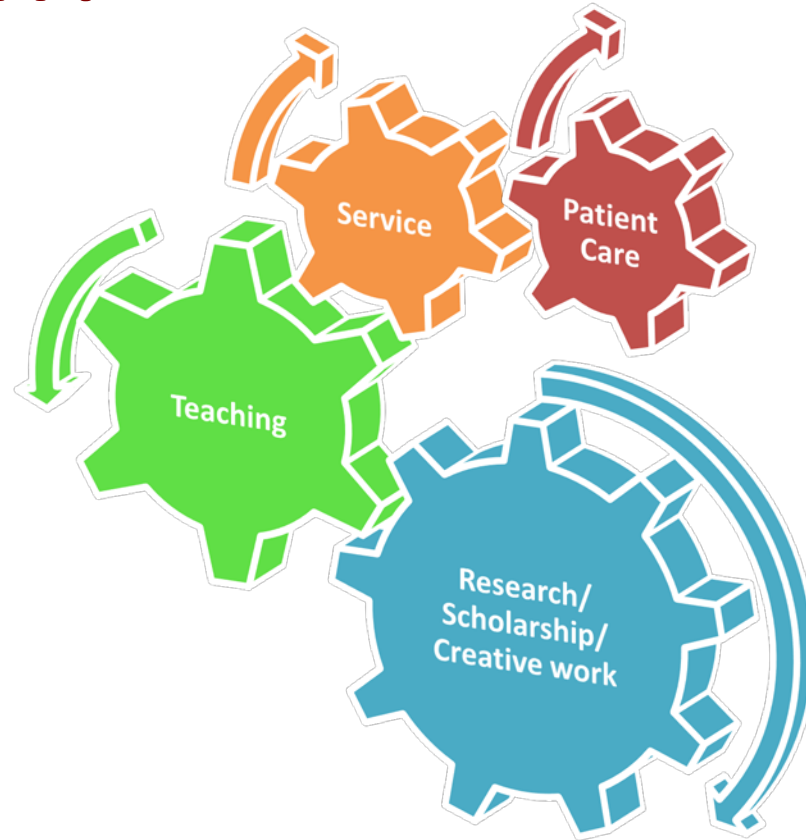 Service
Patient
Care
Teaching
Research/
Scholarship/
Creative work